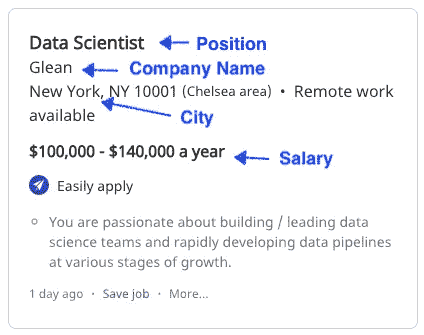 Data Scientist Position
Glean Company Name
New York, NY 10001 (Chelsea area) • Remote work
available City
$100,000 - $140,000 a year Salary
Easily apply
You are passionate about building / leading data
science teams and rapidly developing data pipelines
at various stages of growth.
1 day ago · Save job · More...